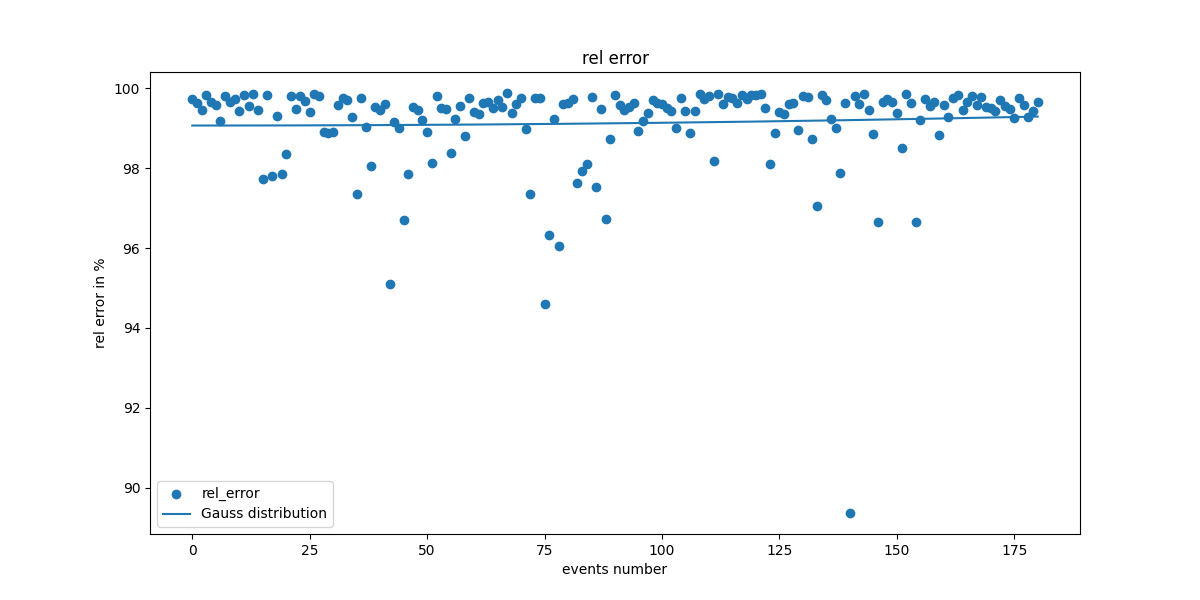 rel error
100
98
96
94
92
90
rel error in %
rel_error
Gauss distribution
0 25 50 75 100 125 150 175
events number